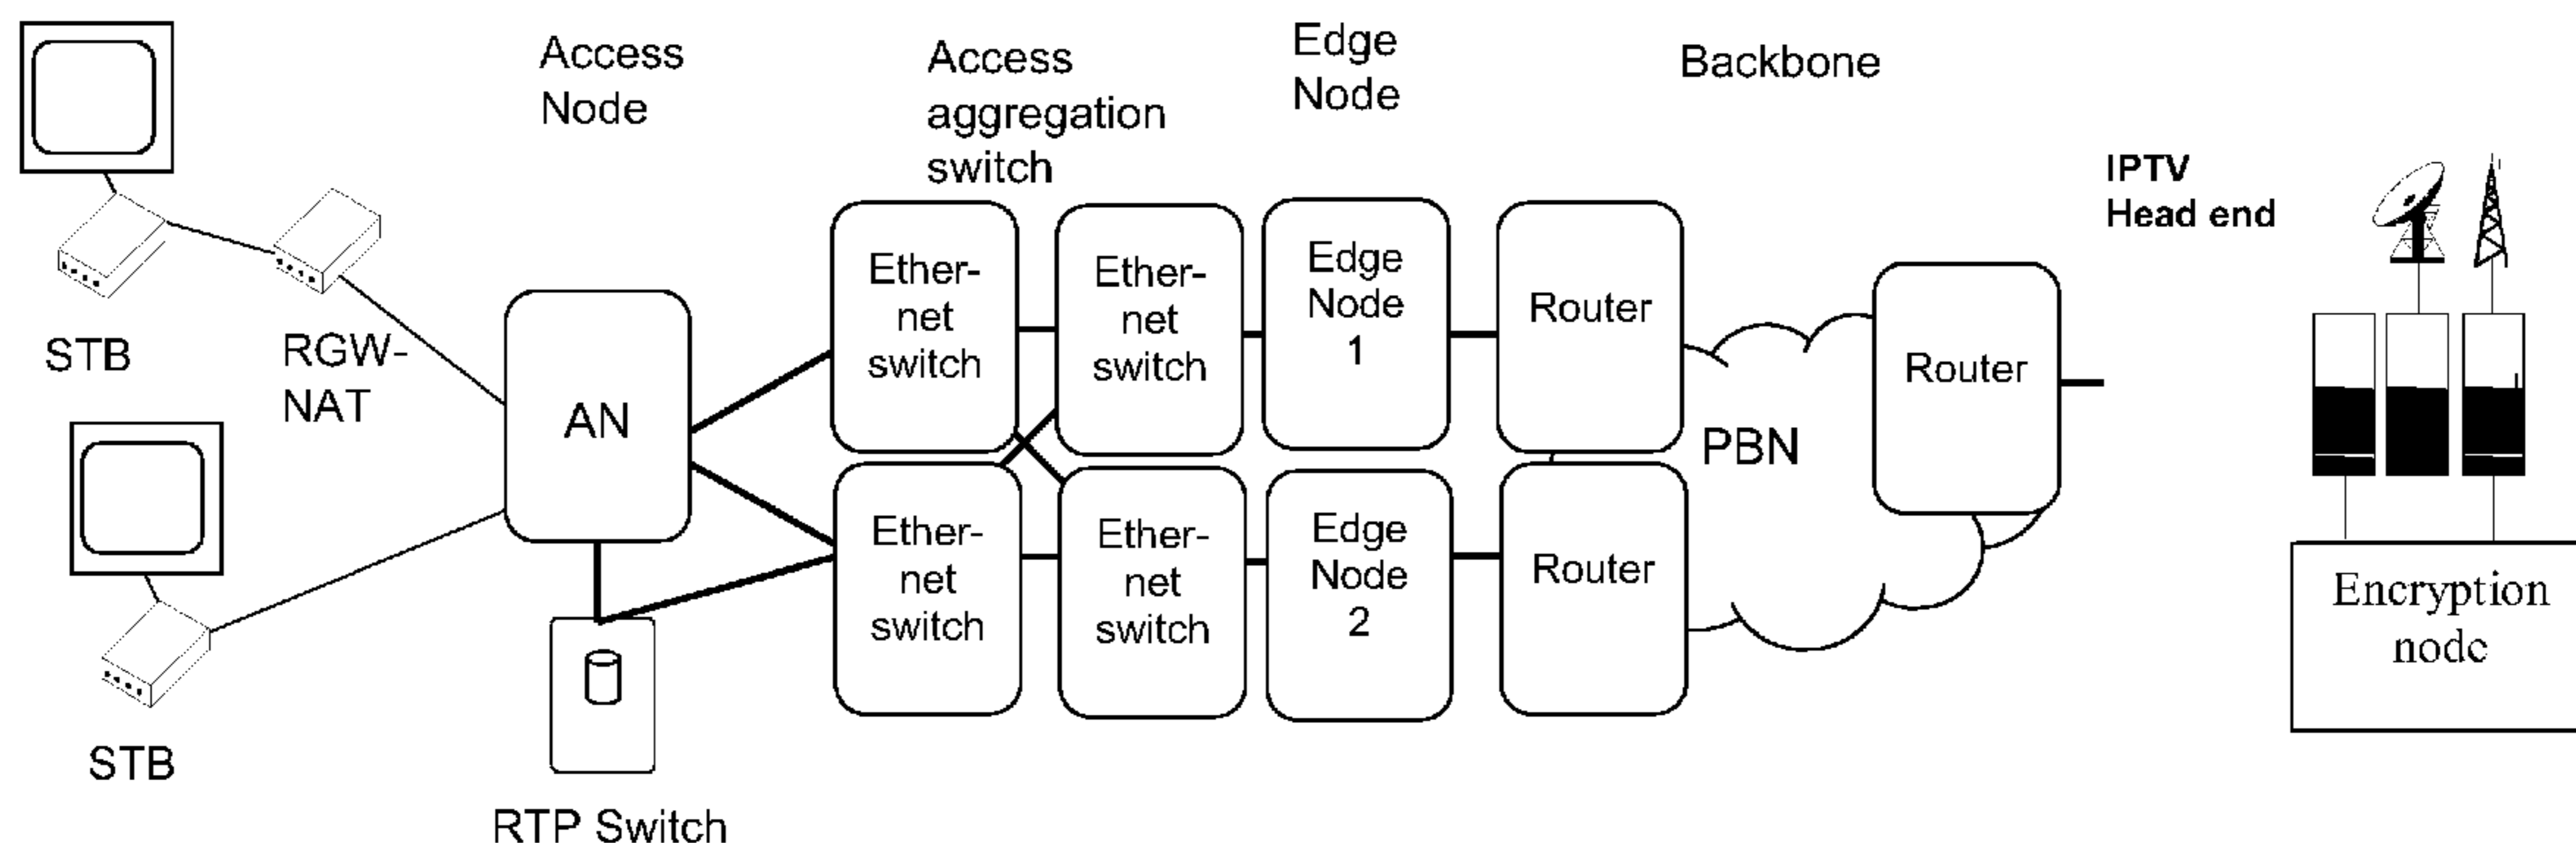 Access
Node
Access
aggregation
switch
Edge
Node
Backbone
IPTV
Head end
STB
RGW-
NAT
AN
Ether-
net
switch
Ether-
net
switch
Edge
Node
1
Router
Router
PBN
STB
Ether-
net
switch
Ether-
net
switch
Edge
Node
2
Router
Encryption
node
RTP Switch